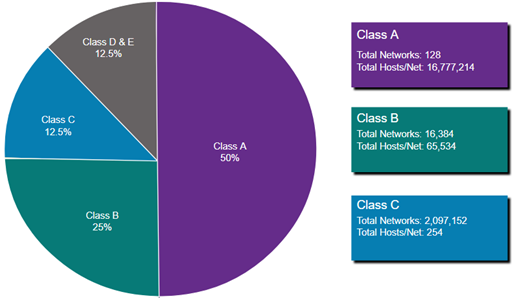 Class D & E
12.5%
Class C
12.5%
Class A
50%
Class B
25%
Class A
Total Networks: 128
Total Hosts/Net: 16,777,214
Class B
Total Networks: 16,384
Total Hosts/Net: 65,534
Class C
Total Networks: 2,097,152
Total Hosts/Net: 254